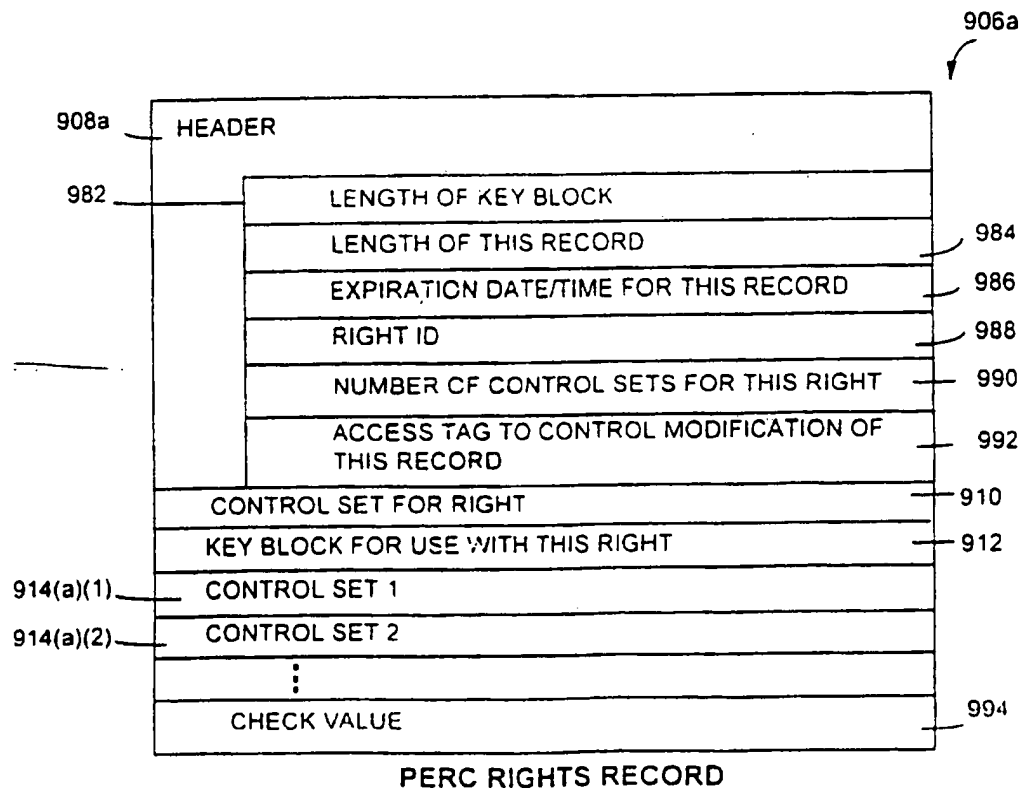 906a
908a HEADER
982 LENGTH OF KEY BLOCK
LENGTH OF THIS RECORD 984
EXPIRATION DATE/TIME FOR THIS RECORD 986
RIGHT ID 988
NUMBER CF CONTROL SETS FOR THIS RIGHT 990
ACCESS TAG TO CONTROL MODIFICATION OF
THIS RECORD 992
CONTROL SET FOR RIGHT 910
KEY BLOCK FOR USE WITH THIS RIGHT 912
914(a)(1) CONTROL SET 1
914(a)(2) CONTROL SET 2
CHECK VALUE 994
PERC RIGHTS RECORD